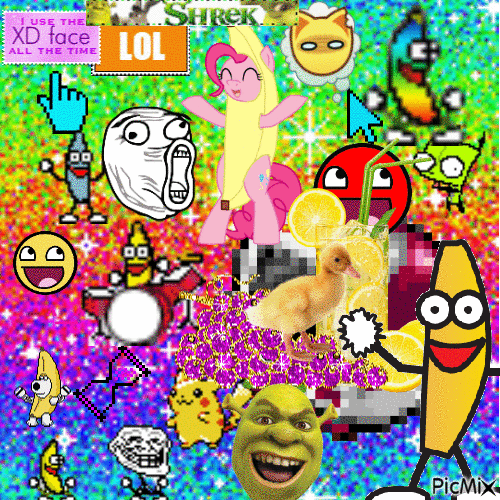 SHREK
I USE THE
XD face
ALL THE TIME
LOL
PicMix